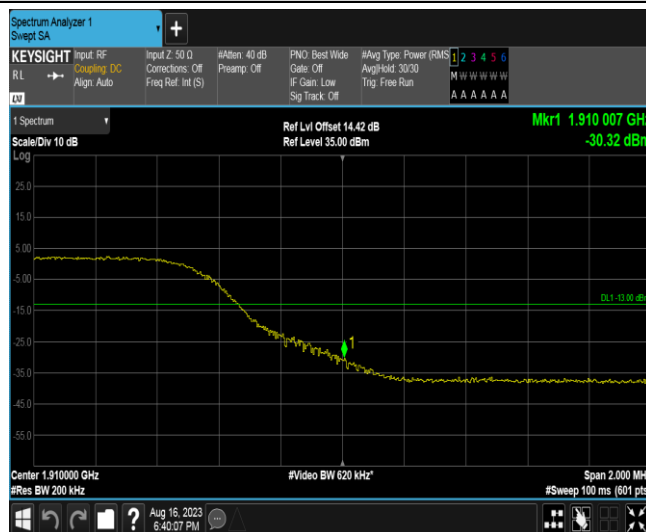 Spectrum Analyzer 1
Swept SA
+
KEYSIGHT Input: RF Input Z: 50 Ω #Atten: 40 dB PNO: Best Wide #Avg Type: Power (RMS 1 2 3 4 5 6
RL Coupling: DC Corrections: Off Preamp: Off Gate: Off Avg|Hold: 30/30 M W W W W W
Align: Auto Freq Ref: Int (S) IF Gain: Low Trig: Free Run
Sig Track: Off A A A A A A
LXI
1 Spectrum
Scale/Div 10 dB
Ref Lvl Offset 14.42 dB
Ref Level 35.00 dBm
Mkr1 1.910 007 GHz
-30.32 dBm
Log
25.0
15.0
5.00
-5.00
DL1 -13.00 dBm
-15.0
-25.0
1
-35.0
-45.0
-55.0
Center 1.910000 GHz #Video BW 620 kHz* Span 2.000 MH
#Res BW 200 kHz #Sweep 100 ms (601 pts
? Aug 16, 2023
6:40:07 PM